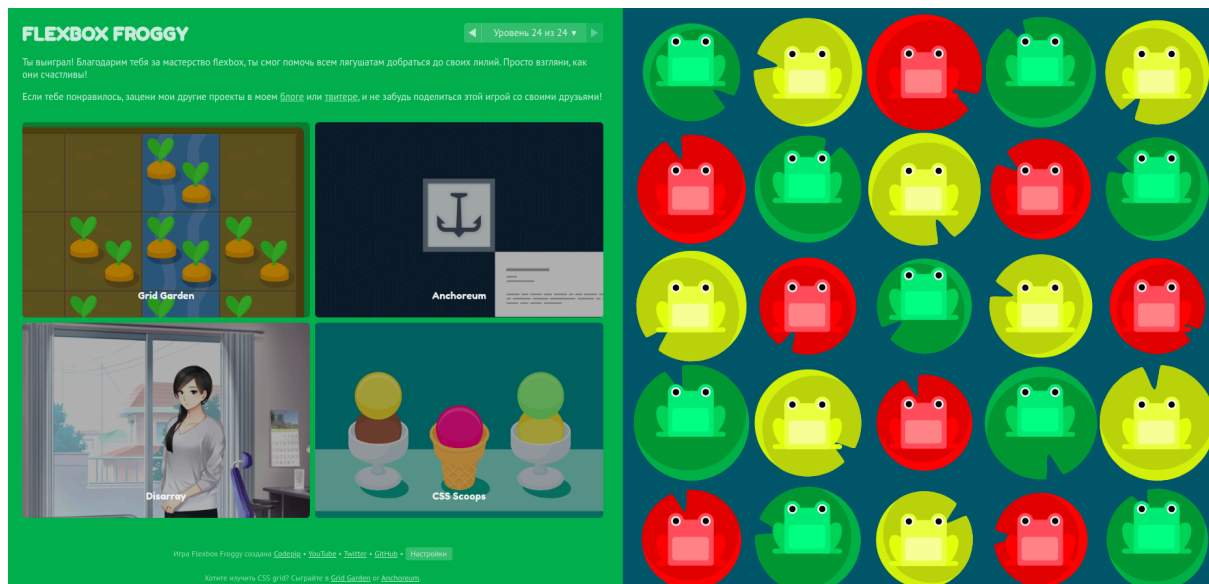 FLEXBOX FROGGY
◀ Уровень 24 из 24 ▾ ▶
Ты выиграл! Благодарим тебя за мастерство flexbox, ты смог помочь всем лягушатам добраться до своих лилий. Просто взгляни, как
они счастливы!
Если тебе понравилось, зацени мои другие проекты в моем блоге или твитере, и не забудь поделиться этой игрой со своими друзьями!
Grid Garden
Anchoreum
Disarray
CSS Scoops
Игра Flexbox Froggy создана Codepip • YouTube • Twitter • GitHub • Настройки
Хотите изучить CSS grid? Сыграйте в Grid Garden or Anchoreum.